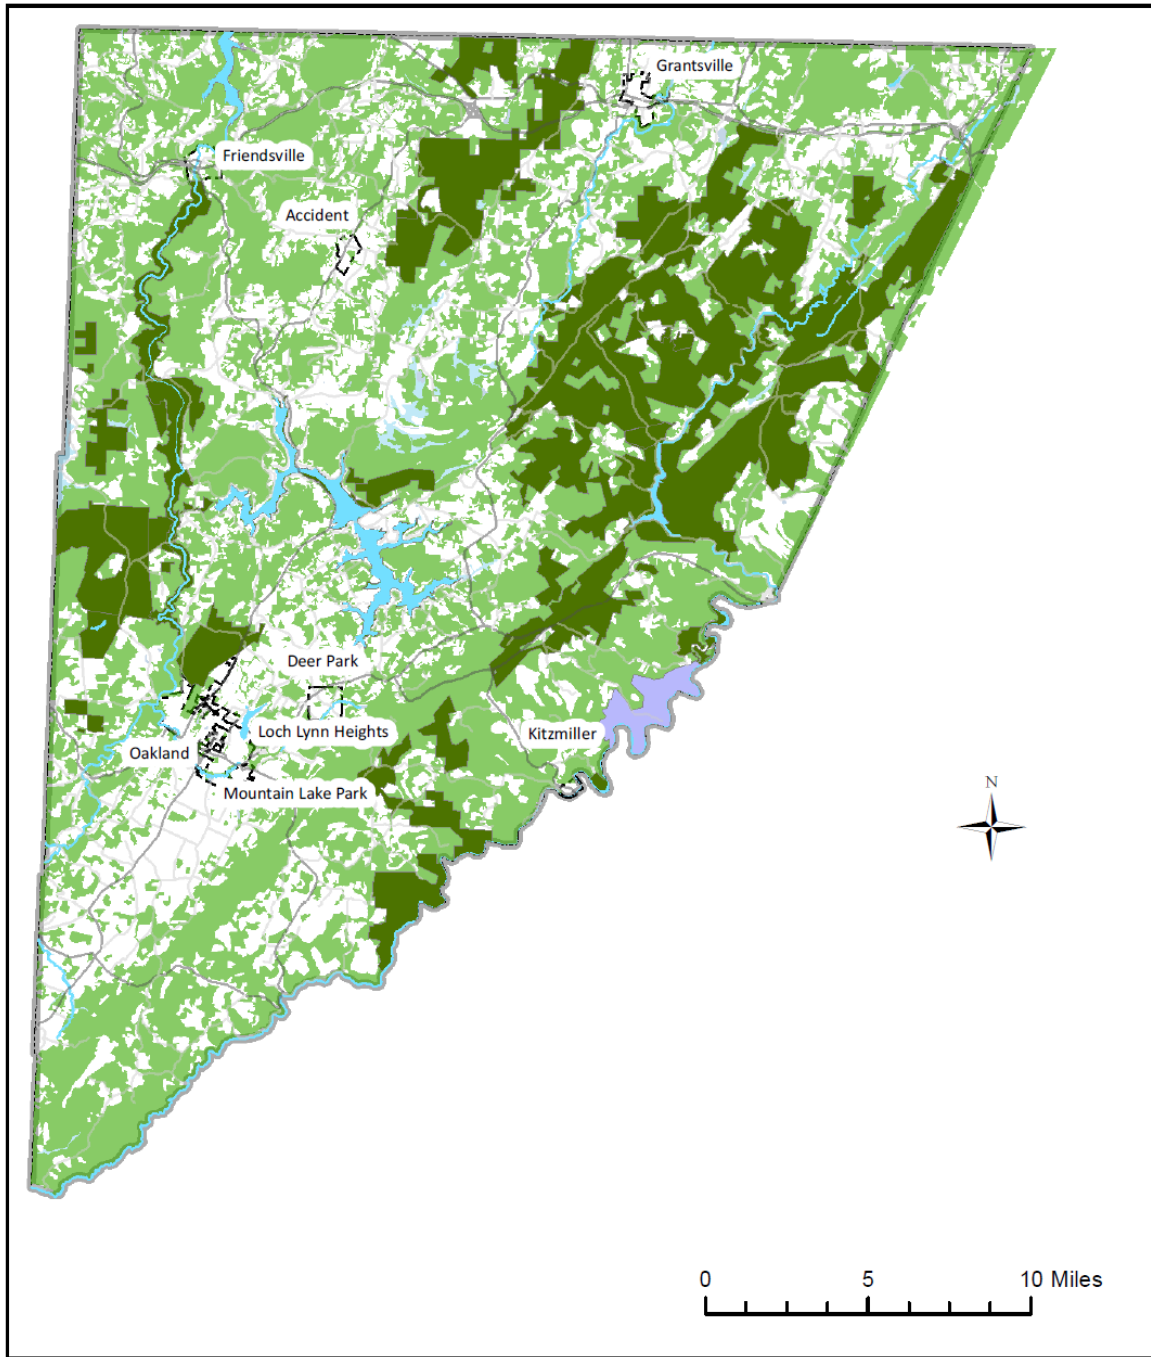 Grantsville
Friendsville
Accident
Deer Park
Loch Lynn Heights
Kitzmiller
Oakland
Mountain Lake Park
N
0 5 10 Miles